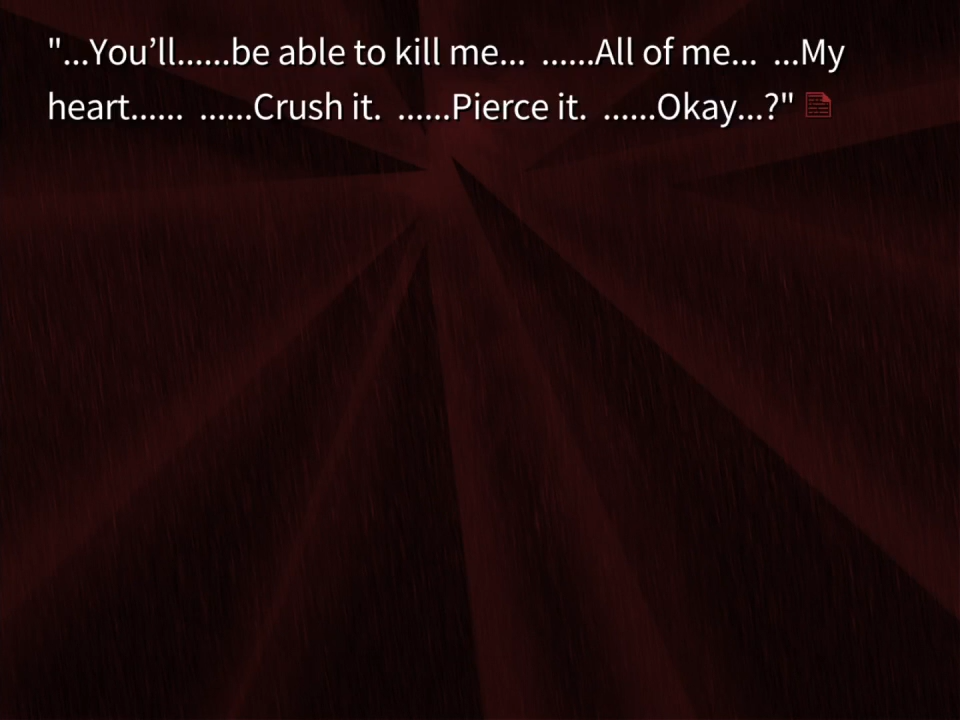 "...You’ll......be able to kill me...  ......All of me...  ...My
heart......  ......Crush it.  ......Pierce it.  ......Okay...?"